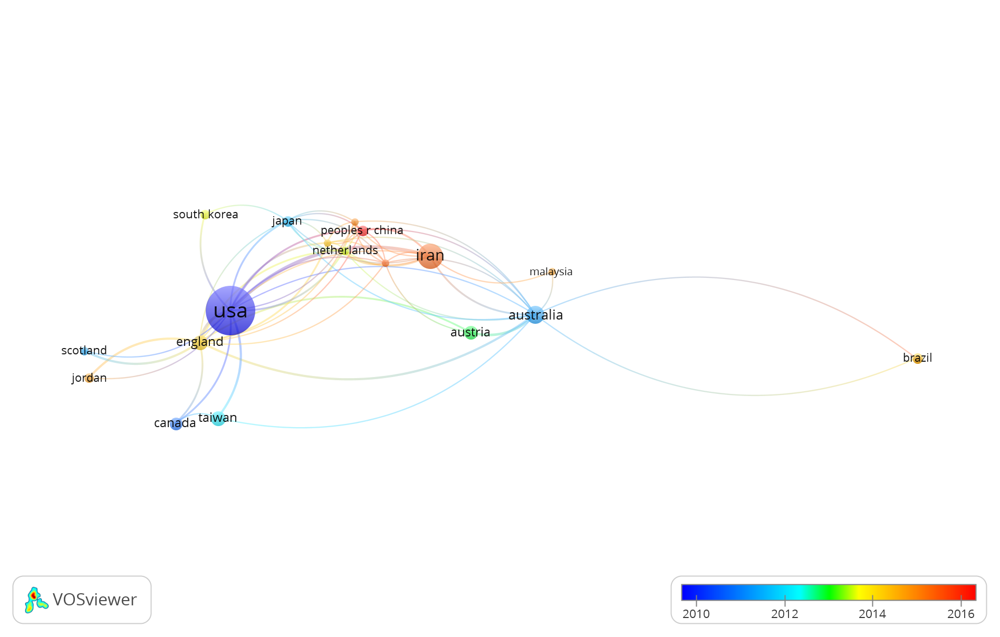 south korea
japan
peoples r china
netherlands
iran
malaysia
usa
australia
austria
england
scotland
brazil
jordan
taiwan
canada
VOSviewer
2010 2012 2014 2016